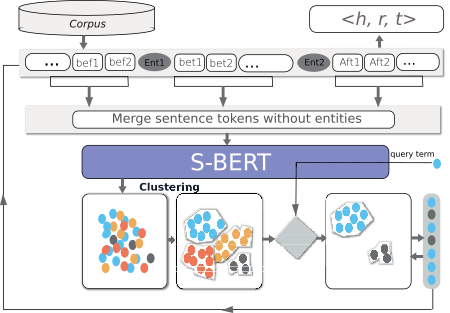 Corpus
<h, r, t>
... bef1 bef2 Ent1 bet1 bet2 ... Ent2 Aft1 Aft2 ...
Merge sentence tokens without entities
S-BERT
query term
Clustering